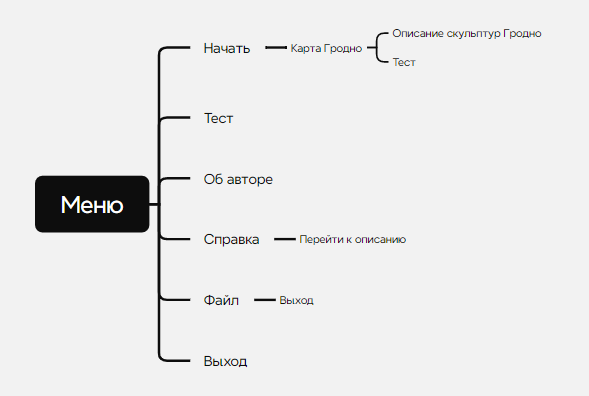 Меню
Начать
Карта Гродно
Описание скульптур Гродно
Тест
Тест
Об авторе
Справка
Перейти к описанию
Файл
Выход
Выход